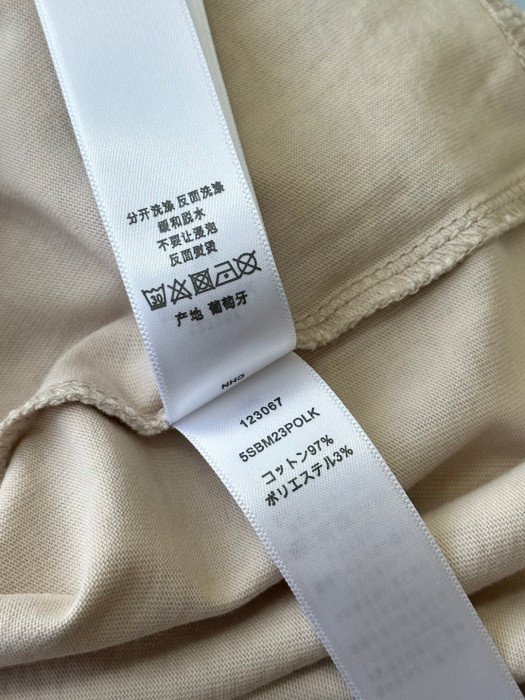 分开洗涤 反面洗涤
缓和脱水
不要让浸泡
反面熨烫
30
产地 葡萄牙
CHN
123067
5SBM23POLK
コットン97%
ポリエステル3%